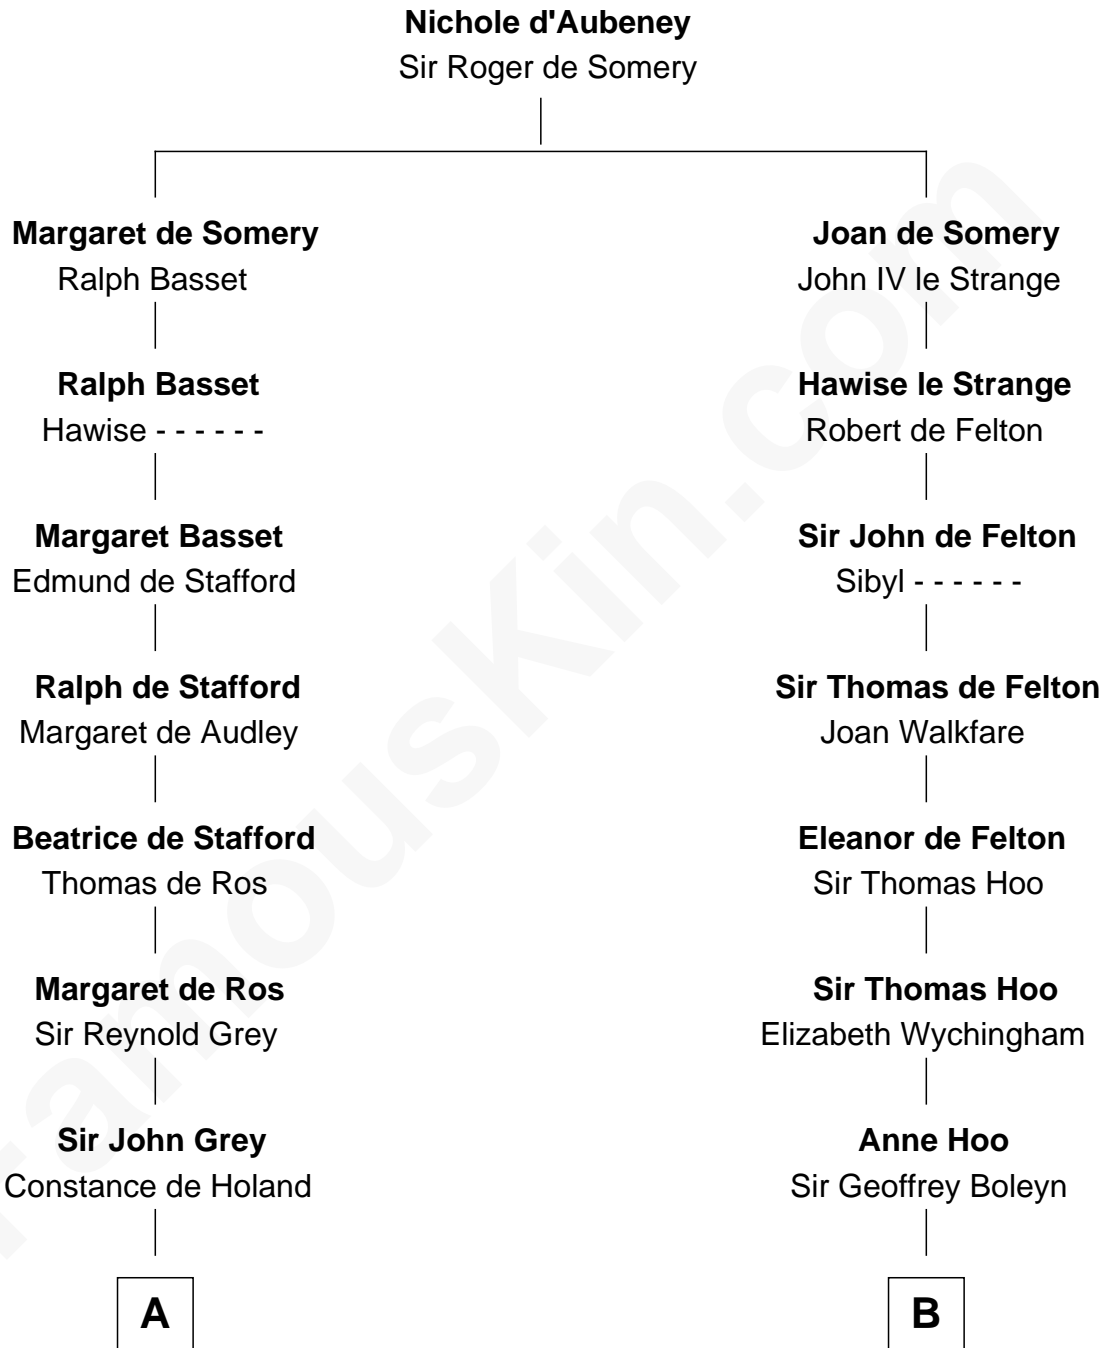 Nichole d'Aubeney
Sir Roger de Somery
Margaret de Somery
Ralph Basset
Joan de Somery
John IV le Strange
Ralph Basset
Hawise - - - - - -
Hawise le Strange
Robert de Felton
Margaret Basset
Edmund de Stafford
Sir John de Felton
Sibyl - - - - - -
Ralph de Stafford
Margaret de Audley
Sir Thomas de Felton
Joan Walkfare
Beatrice de Stafford
Thomas de Ros
Eleanor de Felton
Sir Thomas Hoo
Margaret de Ros
Sir Reynold Grey
Sir Thomas Hoo
Elizabeth Wychingham
Sir John Grey
Constance de Holand
Anne Hoo
Sir Geoffrey Boleyn
A
B
FamousKin.com